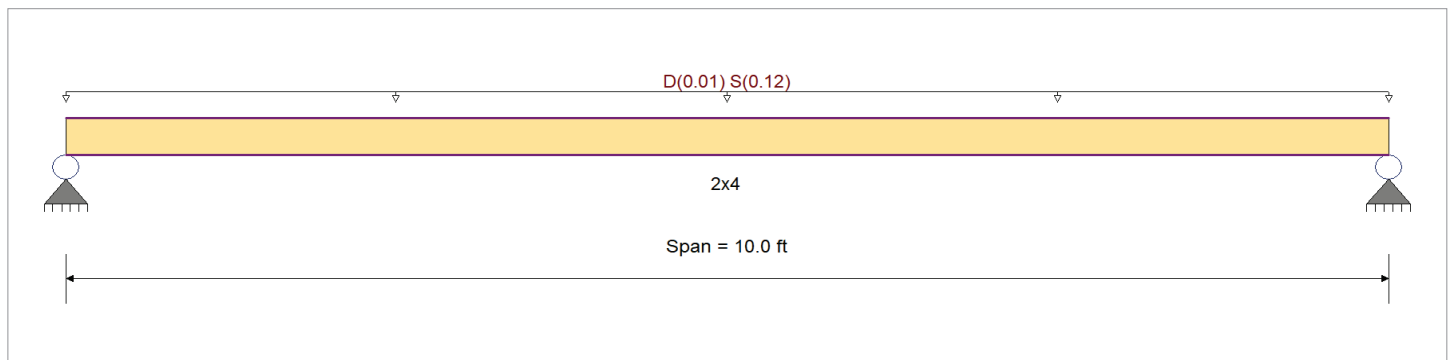 D(0.01) S(0.12)
2x4
Span = 10.0 ft